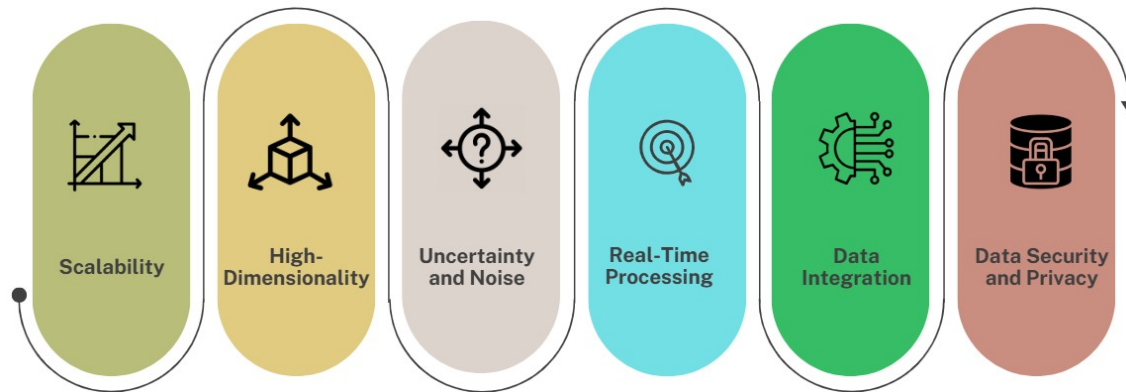 Scalability
High-
Dimensionality
Uncertainty
and Noise
Real-Time
Processing
Data
Integration
Data Security
and Privacy